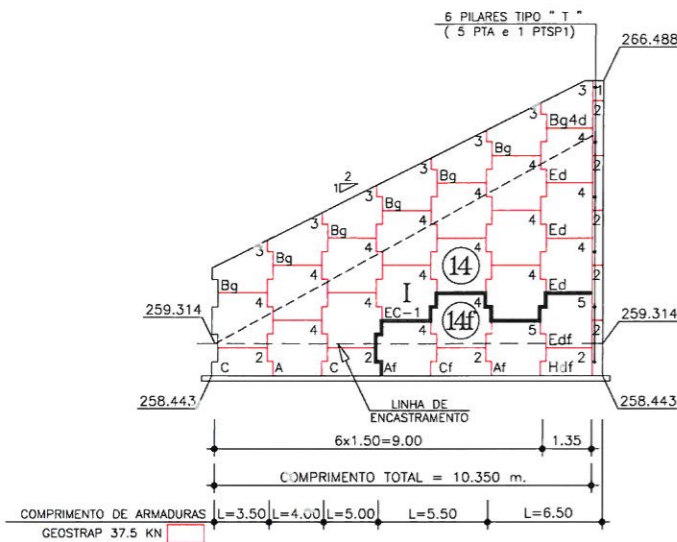 6 PILARES TIPO " T "
( 5 PTA e 1 PTSP1)
266.488
3 1
2
Bg4d
3 4 2
Bg Ed
3 4 4 2
Bg
3 4 4 Ed
Bg 4 2
3 4 4 14 4
Bg I Ed
4 4 EC-1 4 14f 4 5
259.314
4 4 5 Edf 2
259.314
2 2 2 2 2
C A C Af Cf Af Hdf
258.443
LINHA DE
ENCASTRAMENTO
258.443
1 2
6x1.50=9.00
1.35
COMPRIMENTO TOTAL = 10.350 m.
COMPRIMENTO DE ARMADURAS L=3.50 L=4.00 L=5.00 L=5.50 L=6.50
GEOSTRAP 37.5 KN